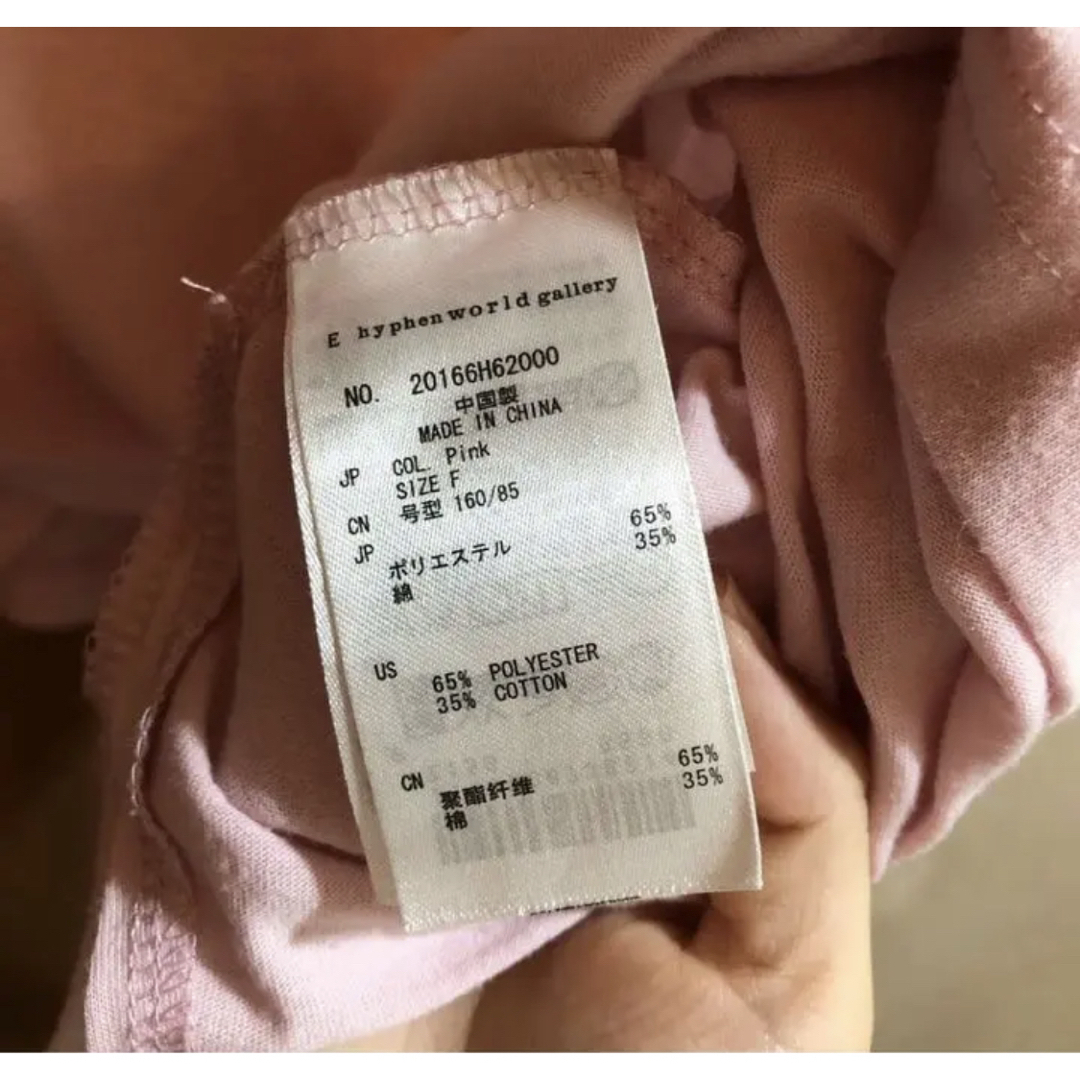 E hyphen world gallery
NO. 20166H62000
中国製
MADE IN CHINA
JP COL. Pink
SIZE F
CN 号型 160/85
JP ポリエステル 65%
綿 35%
US 65% POLYESTER
35% COTTON
CN 聚酯纤维 65%
棉 35%